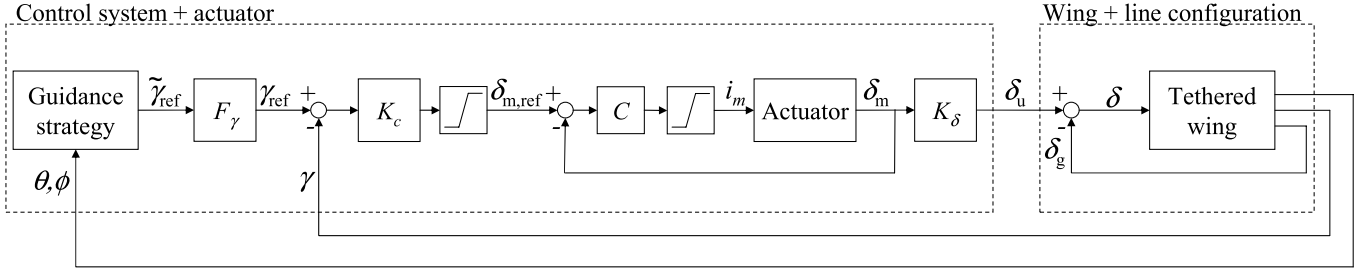 Control system + actuator
Wing + line configuration
Guidance
strategy
γ̃ref
Fγ
γref
+
-
Kc
δm,ref
+
-
C
im
Actuator
δm
Kδ
δu
+
-
δ
Tethered
wing
δg
θ,ϕ
γ